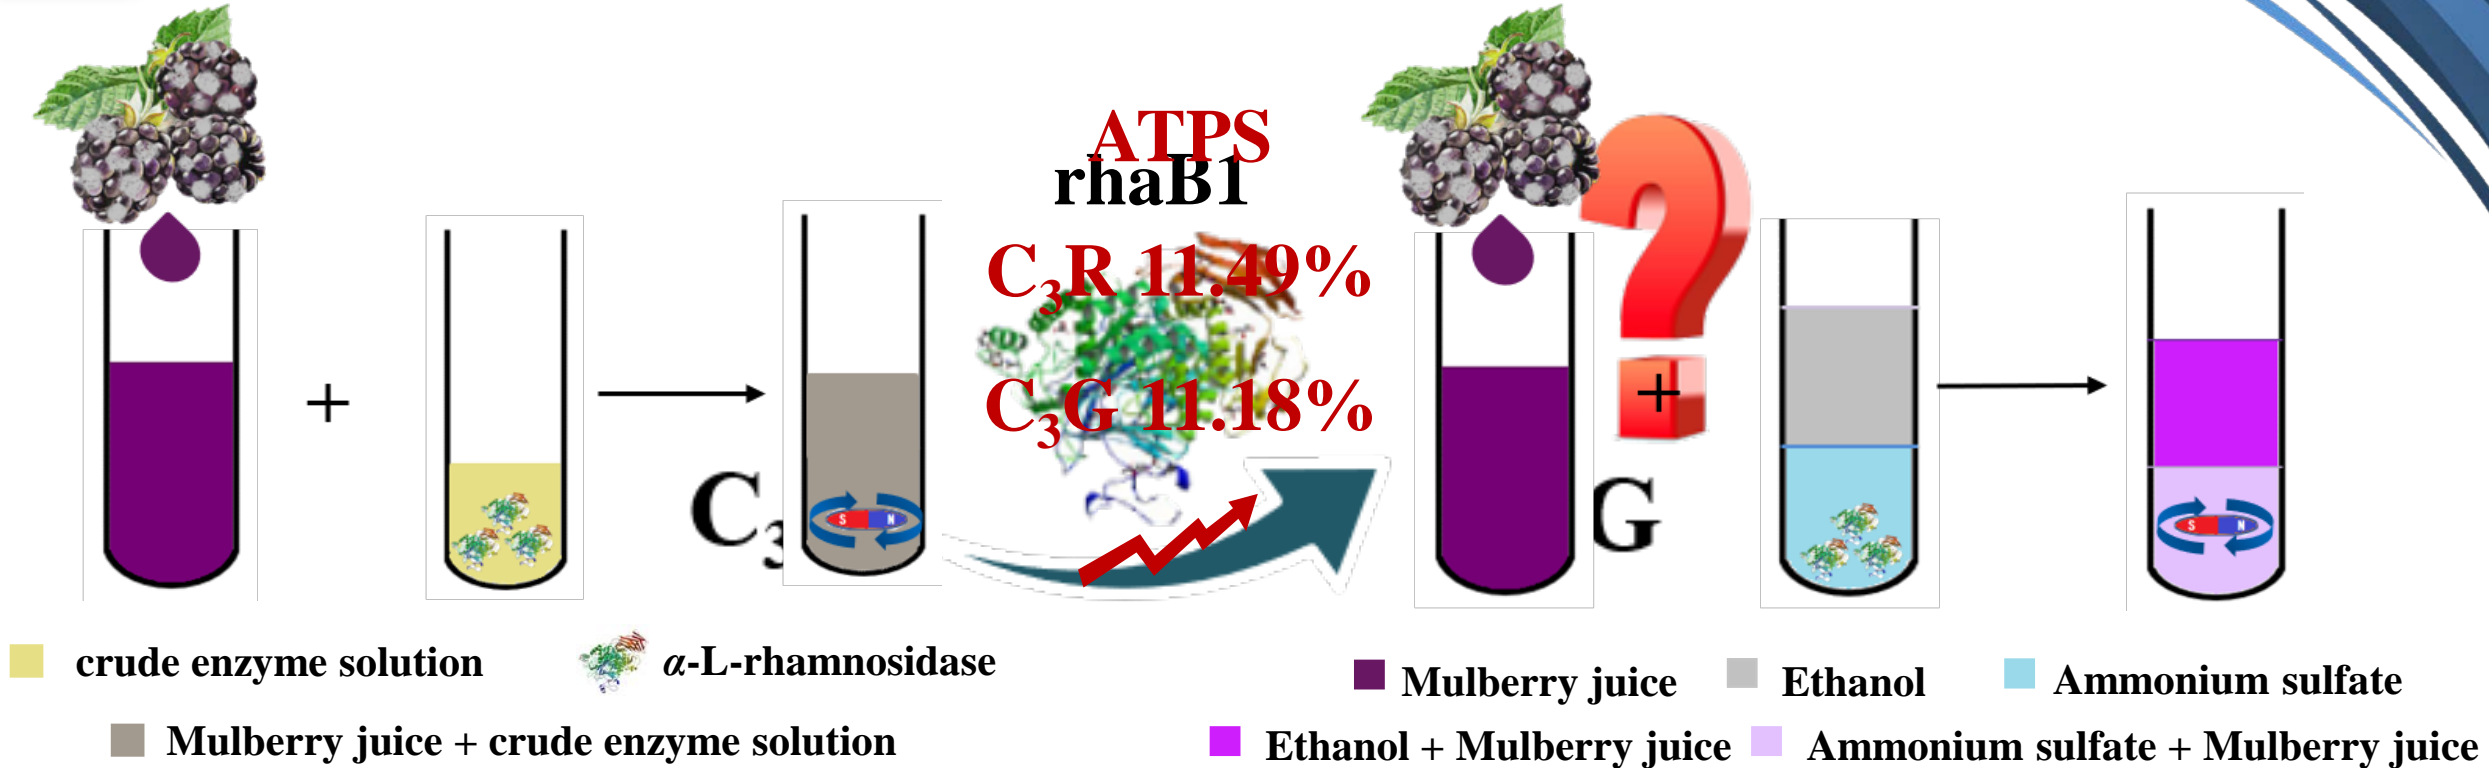 ATPS
rhaB1
C₃R 11.49%
C₃G 11.18%
+
+
C₃
G
S N
S N
crude enzyme solution
α-L-rhamnosidase
Mulberry juice + crude enzyme solution
Mulberry juice
Ethanol
Ammonium sulfate
Ethanol + Mulberry juice
Ammonium sulfate + Mulberry juice